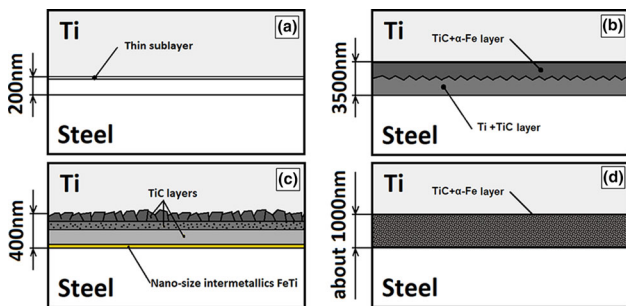 Ti
(a)
Thin sublayer
200nm
Steel
Ti
(b)
TiC+α-Fe layer
3500nm
Ti +TiC layer
Steel
Ti
(c)
TiC layers
400nm
Nano-size intermetallics FeTi
Steel
Ti
(d)
TiC+α-Fe layer
about 1000nm
Steel